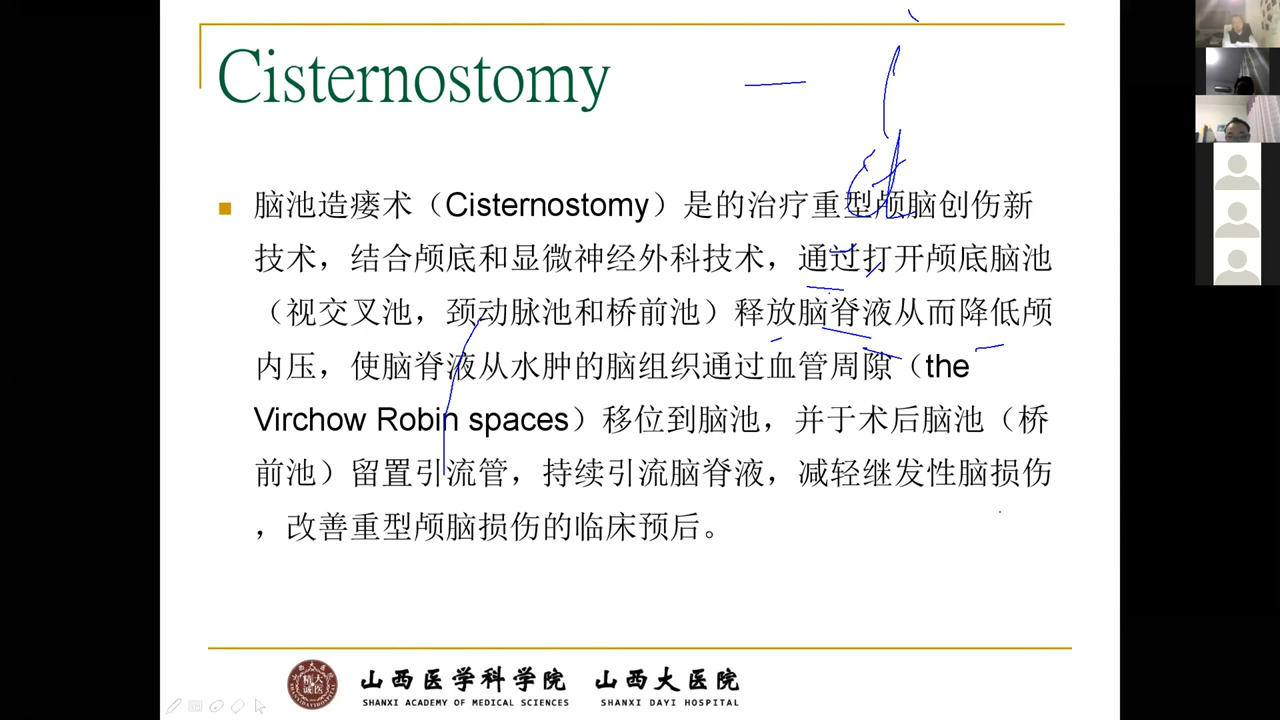 Cisternostomy
脑池造瘘术（Cisternostomy）是的治疗重型颅脑创伤新
技术，结合颅底和显微神经外科技术，通过打开颅底脑池
（视交叉池，颈动脉池和桥前池）释放脑脊液从而降低颅
内压，使脑脊液从水肿的脑组织通过血管周隙（the
Virchow Robin spaces）移位到脑池，并于术后脑池（桥
前池）留置引流管，持续引流脑脊液，减轻继发性脑损伤
，改善重型颅脑损伤的临床预后。
山西医学科学院 山西大医院
SHANXI ACADEMY OF MEDICAL SCIENCES SHANXI DAYI HOSPITAL